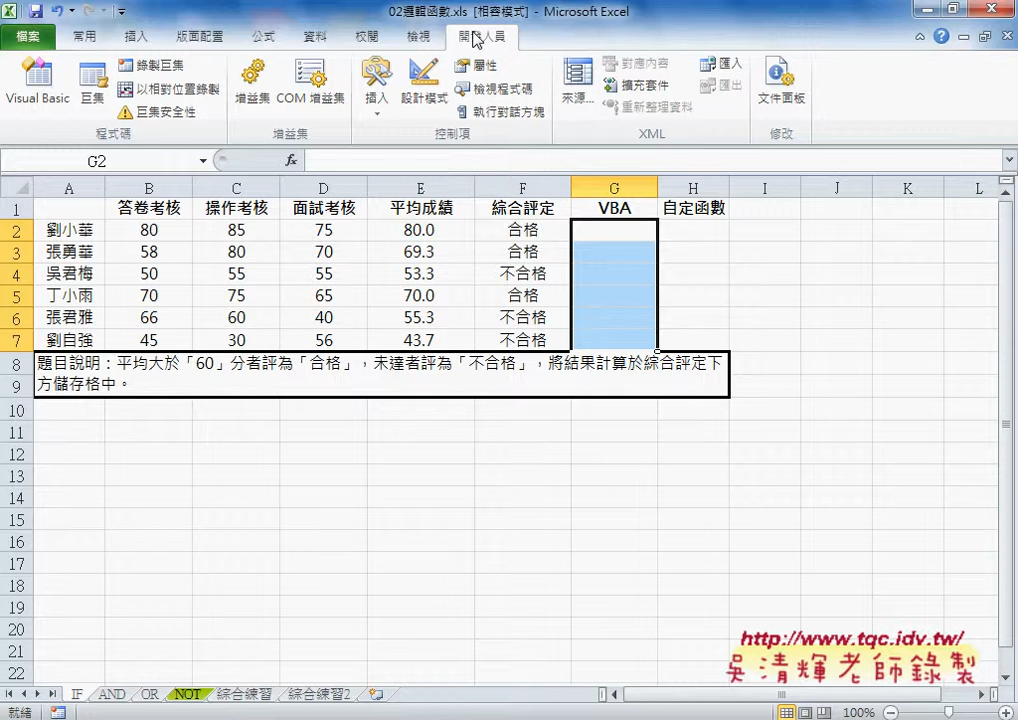 02邏輯函數.xls [相容模式] - Microsoft Excel
檔案 常用 插入 版面配置 公式 資料 校閱 檢視 開發人員
Visual Basic 巨集 錄製巨集 以相對位置錄製 巨集安全性 程式碼
增益集 COM 增益集 增益集
插入 設計模式 屬性 檢視程式碼 執行對話方塊 控制項
來源... 對應內容 擴充套件 重新整理資料 匯入 匯出 XML
文件面板 修改
G2 fx
A B C D E F G H I J K L
1 答卷考核 操作考核 面試考核 平均成績 綜合評定 VBA 自定函數
2 劉小華 80 85 75 80.0 合格
3 張勇華 58 80 70 69.3 合格
4 吳君梅 50 55 55 53.3 不合格
5 丁小雨 70 75 65 70.0 合格
6 張君雅 66 60 40 55.3 不合格
7 劉自強 45 30 56 43.7 不合格
8 題目說明：平均大於「60」分者評為「合格」，未達者評為「不合格」，將結果計算於綜合評定下
9 方儲存格中。
10
11
12
13
14
15
16
17
18
19
20
21
22
http://www.tqc.idv.tw/
吳清輝老師錄製
IF AND OR NOT 綜合練習 綜合練習2
就緒 100%